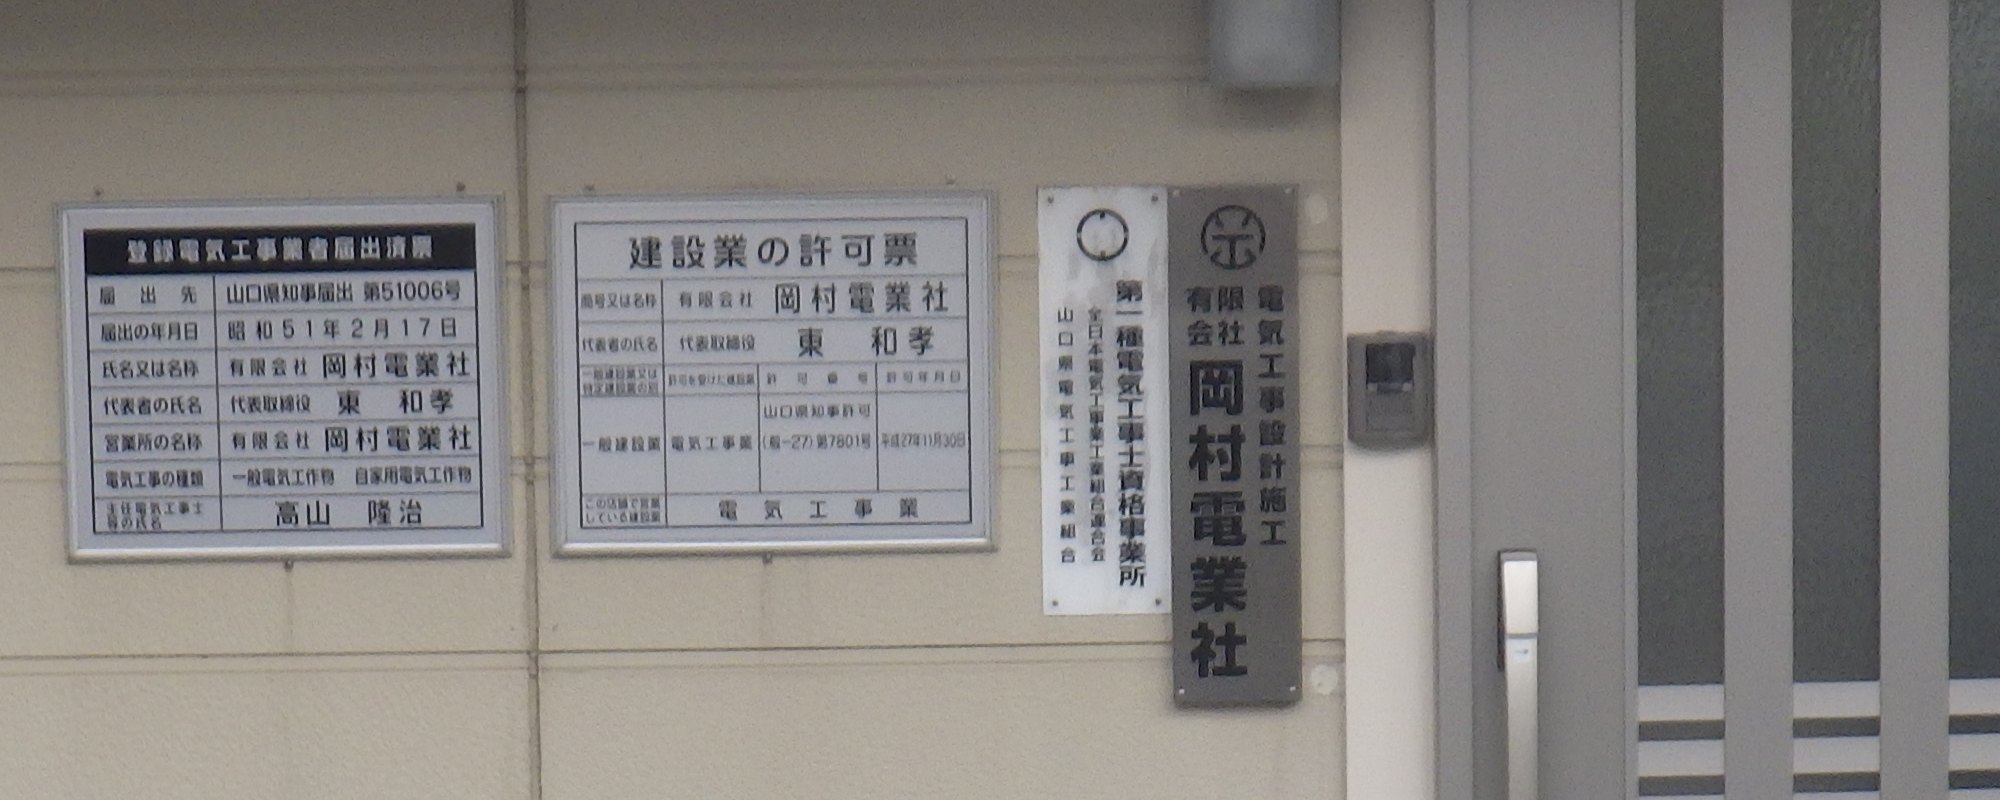 登録電気工事業者届出済票
届出先 山口県知事届出 第51006号
届出の年月日 昭和51年2月17日
氏名又は名称 有限会社 岡村電業社
代表者の氏名 代表取締役 東 和孝
営業所の名称 有限会社 岡村電業社
電気工事の種類 一般電気工作物 自家用電気工作物
主任電気工事士
等の氏名
高山 隆治
建設業の許可票
商号又は名称 有限会社 岡村電業社
代表者の氏名 代表取締役 東 和孝
一般建設業又は
特定建設業の別
許可を受けた建設業 許可番号 許可年月日
山口県知事許可
一般建設業 電気工事業 (般-27)第7801号 平成27年11月30日
この店舗で営業
している建設業
電気工事業
第一種電気工事士資格事業所
全日本電気工事業工業組合連合会
山口県電気工事工業組合
電気工事設計施工
有限会社 岡村電業社